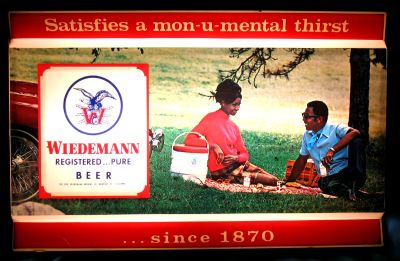 Satisfies a mon-u-mental thirst
W
WIEDEMANN
REGISTERED...PURE
BEER
...since 1870